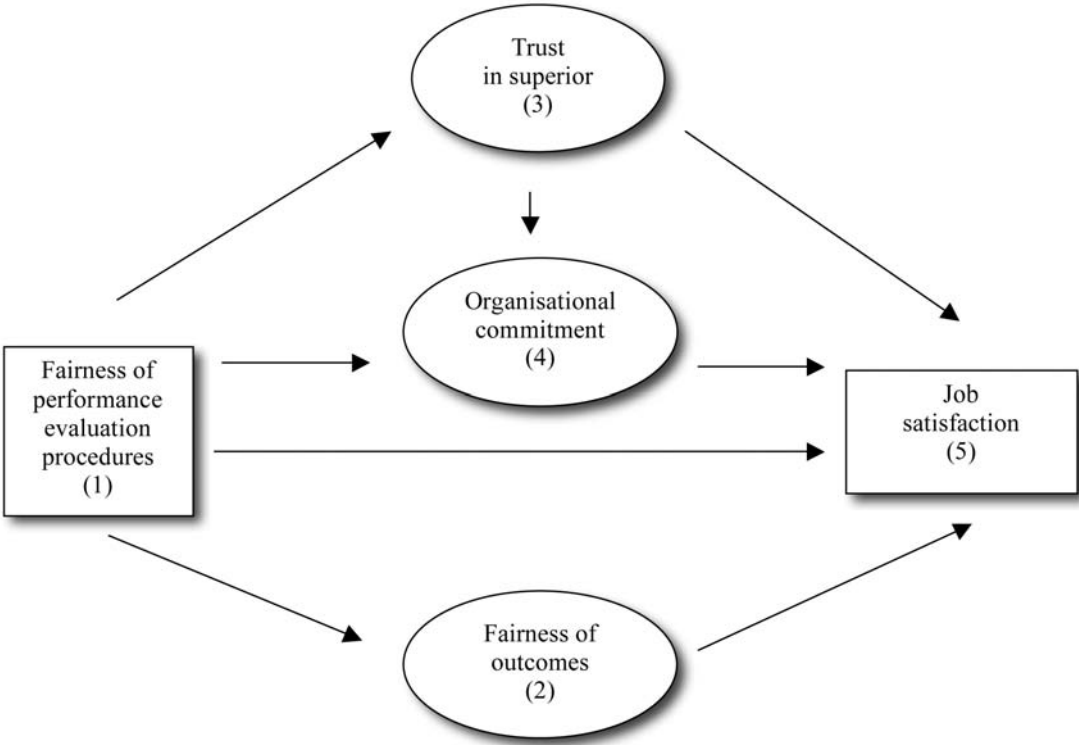 Trust
in superior
(3)
Organisational
commitment
(4)
Fairness of
performance
evaluation
procedures
(1)
Job
satisfaction
(5)
Fairness of
outcomes
(2)